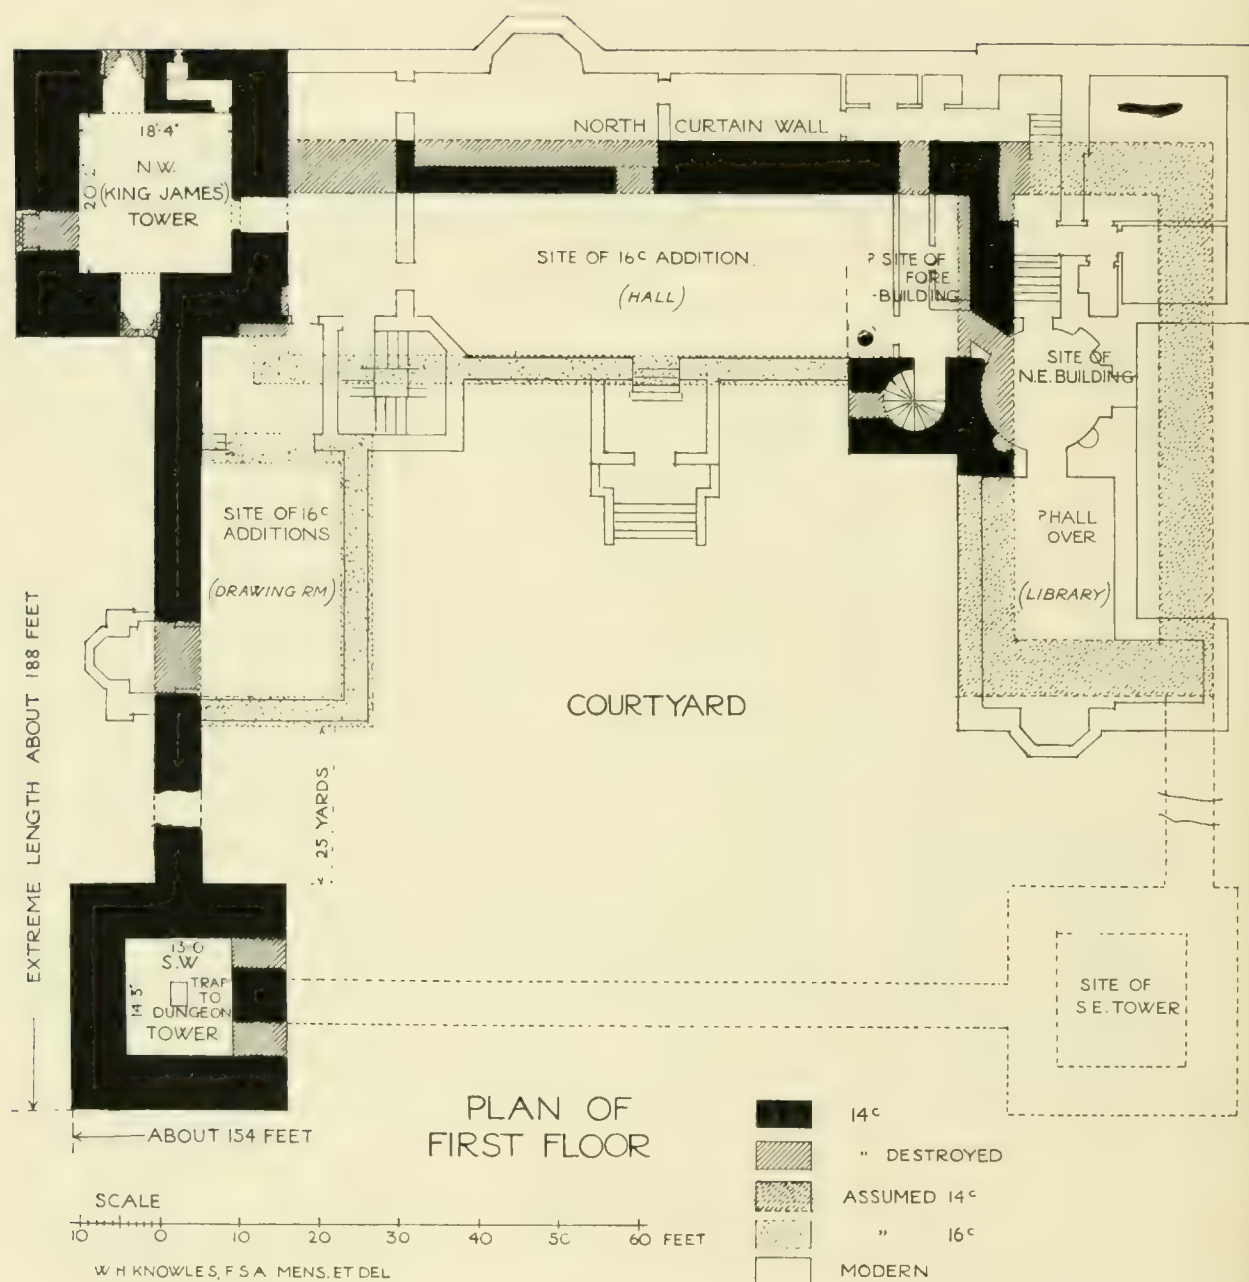 NORTH CURTAIN WALL
18'·4"
20·2
N.W.
(KING JAMES)
TOWER
SITE OF 16ᶜ ADDITION.
(HALL)
? SITE OF
FORE
-BUILDING
SITE OF
N.E. BUILDING
SITE OF 16ᶜ
ADDITIONS
(DRAWING RM)
?HALL
OVER
(LIBRARY)
COURTYARD
EXTREME LENGTH ABOUT 188 FEET
25 YARDS
13·0
S.W
14·3"
TRAP
TO
DUNGEON
TOWER
SITE OF
S.E. TOWER
ABOUT 154 FEET
PLAN OF
FIRST FLOOR
14ᶜ
" DESTROYED
ASSUMED 14ᶜ
" 16ᶜ
MODERN
SCALE
10 0 10 20 30 40 50 60 FEET
W H KNOWLES, F S A MENS. ET DEL